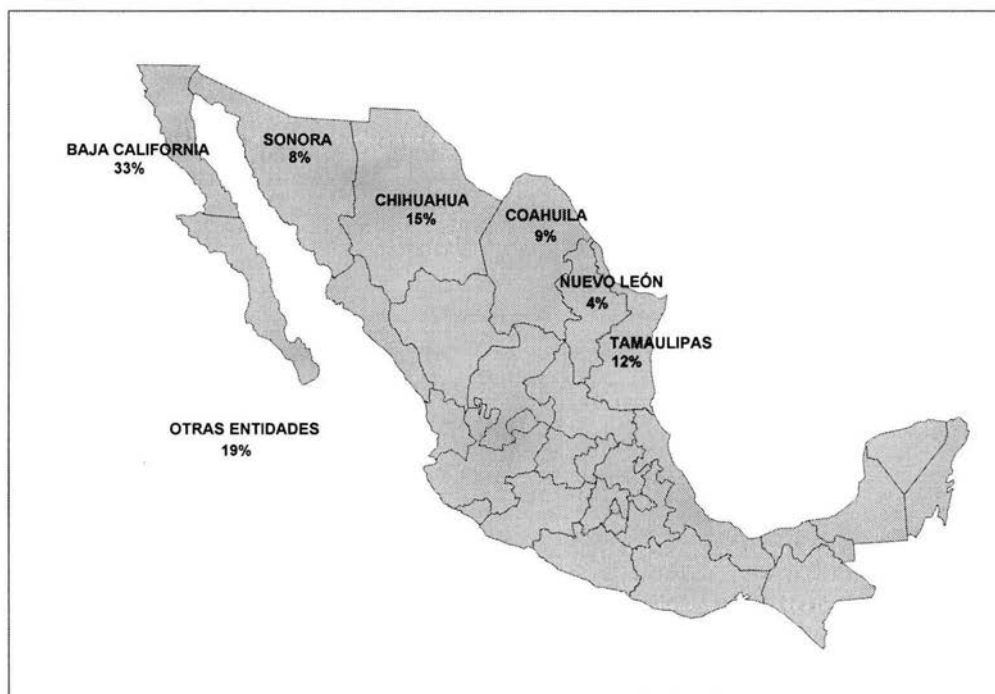 BAJA CALIFORNIA
33%
SONORA
8%
CHIHUAHUA
15%
COAHUILA
9%
NUEVO LEÓN
4%
TAMAULIPAS
12%
OTRAS ENTIDADES
19%